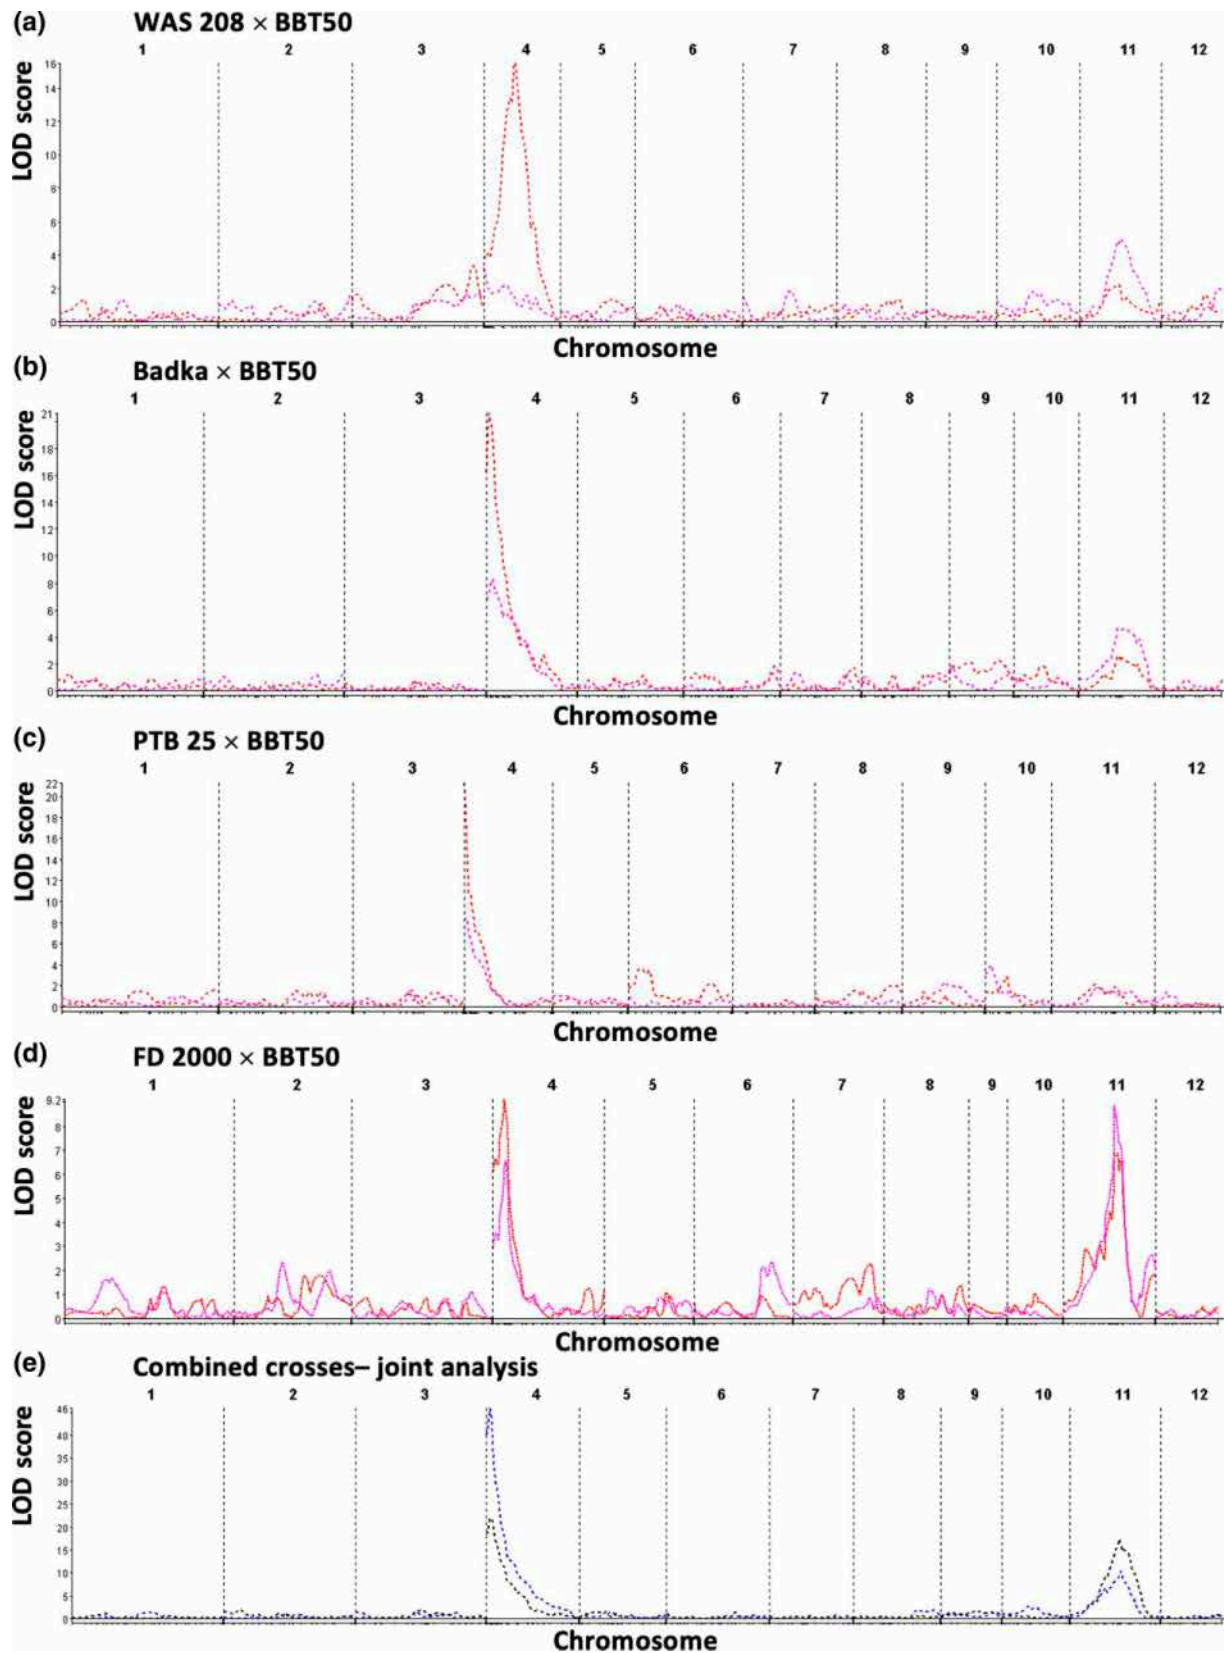 (a) WAS 208 × BBT50
1 2 3 4 5 6 7 8 9 10 11 12
LOD score
16
14
12
10
8
6
4
2
0
Chromosome
(b) Badka × BBT50
1 2 3 4 5 6 7 8 9 10 11 12
LOD score
21
18
16
14
12
10
8
6
4
2
0
Chromosome
(c) PTB 25 × BBT50
1 2 3 4 5 6 7 8 9 10 11 12
LOD score
22
20
18
16
14
12
10
8
6
4
2
0
Chromosome
(d) FD 2000 × BBT50
1 2 3 4 5 6 7 8 9 10 11 12
LOD score
9.2
8
7
6
5
4
3
2
1
0
Chromosome
(e) Combined crosses– joint analysis
1 2 3 4 5 6 7 8 9 10 11 12
LOD score
46
40
35
30
25
20
15
10
5
0
Chromosome